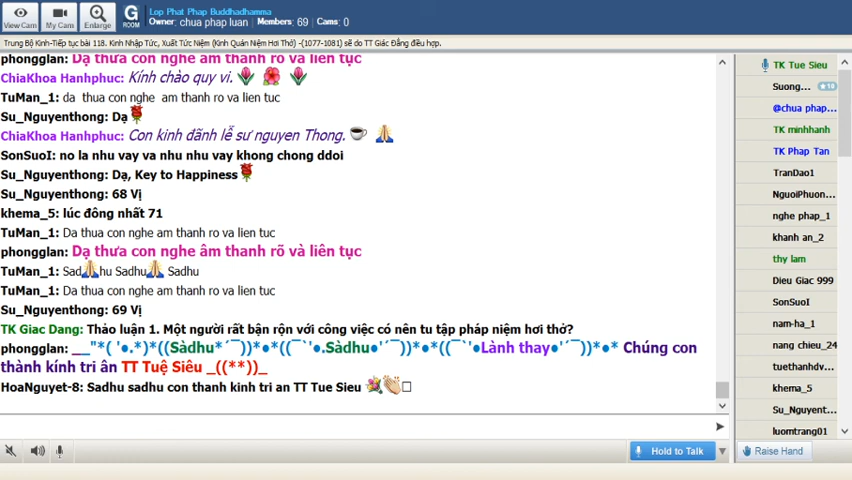 Lop Phat Phap Buddhadhamma
Owner: chua phap luan Members: 69 Cams: 0
View Cam My Cam Enlarge G ROOM
Trung Bộ Kinh-Tiếp tục bài 118. Kinh Nhập Tức, Xuất Tức Niệm (Kinh Quán Niệm Hơi Thở) -(1077-1081) sẽ do TT Giác Đẳng điều hợp.
phongglan: Dạ thưa con nghe âm thanh rõ và liên tục
ChiaKhoa Hanhphuc: Kính chào quy vi.
TuMan_1: da thua con nghe am thanh ro va lien tuc
Su_Nguyenthong: Dạ
ChiaKhoa Hanhphuc: Con kinh đãnh lễ sư nguyen Thong.
SonSuoI: no la nhu vay va nhu nhu vay khong chong ddoi
Su_Nguyenthong: Dạ, Key to Happiness
Su_Nguyenthong: 68 Vị
khema_5: lúc đông nhất 71
TuMan_1: Da thua con nghe am thanh ro va lien tuc
phongglan: Dạ thưa con nghe âm thanh rõ và liên tục
TuMan_1: Sadhu Sadhu Sadhu
TuMan_1: Da thua con nghe am thanh ro va lien tuc
Su_Nguyenthong: 69 Vị
TK Giac Dang: Thảo luận 1. Một người rất bận rộn với công việc có nên tu tập pháp niệm hơi thở?
phongglan: __"*( '●.*)*((Sàdhu*´¯))*●*((¯`'●.Sàdhu●'´¯))*●*((¯`'●Lành thay●'´¯))*●* Chúng con
thành kính tri ân TT Tuệ Siêu _((**))_
HoaNguyet-8: Sadhu sadhu con thanh kinh tri an TT Tue Sieu
TK Tue Sieu
Suong... 18
@chua phap...
TK minhhanh
TK Phap Tan
TranDao1
NguoiPhuon...
nghe phap_1
khanh an_2
thy lam
Dieu Giac 999
SonSuoI
nam-ha_1
nang chieu_24
tuethanhdv...
khema_5
Su_Nguyent...
luomtrang01
Hold to Talk
Raise Hand